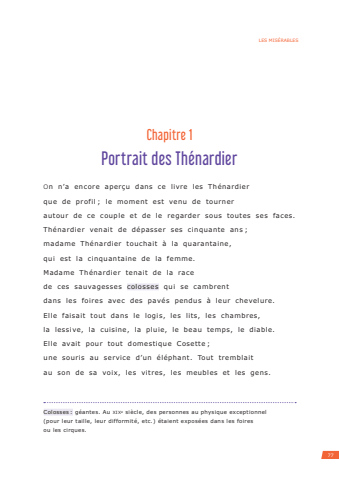 LES MISÉRABLES
Chapitre 1
Portrait des Thénardier
On n’a encore aperçu dans ce livre les Thénardier
que de profil ; le moment est venu de tourner
autour de ce couple et de le regarder sous toutes ses faces.
Thénardier venait de dépasser ses cinquante ans ;
madame Thénardier touchait à la quarantaine,
qui est la cinquantaine de la femme.
Madame Thénardier tenait de la race
de ces sauvagesses colosses qui se cambrent
dans les foires avec des pavés pendus à leur chevelure.
Elle faisait tout dans le logis, les lits, les chambres,
la lessive, la cuisine, la pluie, le beau temps, le diable.
Elle avait pour tout domestique Cosette ;
une souris au service d’un éléphant. Tout tremblait
au son de sa voix, les vitres, les meubles et les gens.
Colosses : géantes. Au XIXe siècle, des personnes au physique exceptionnel
(pour leur taille, leur difformité, etc.) étaient exposées dans les foires
ou les cirques.